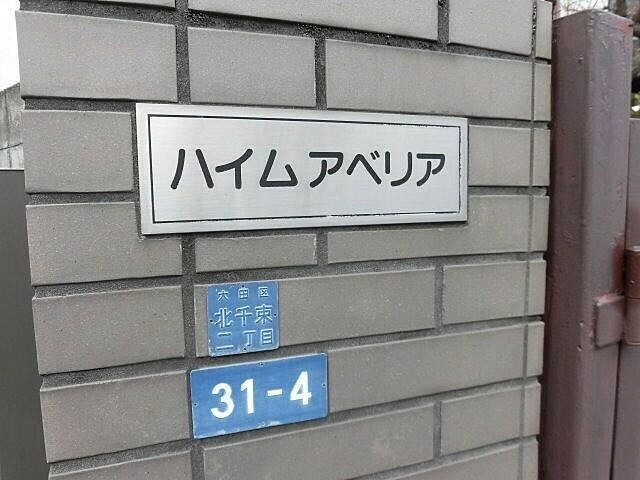 ハイム アベリア
大田区
北千束
二丁目
31-4